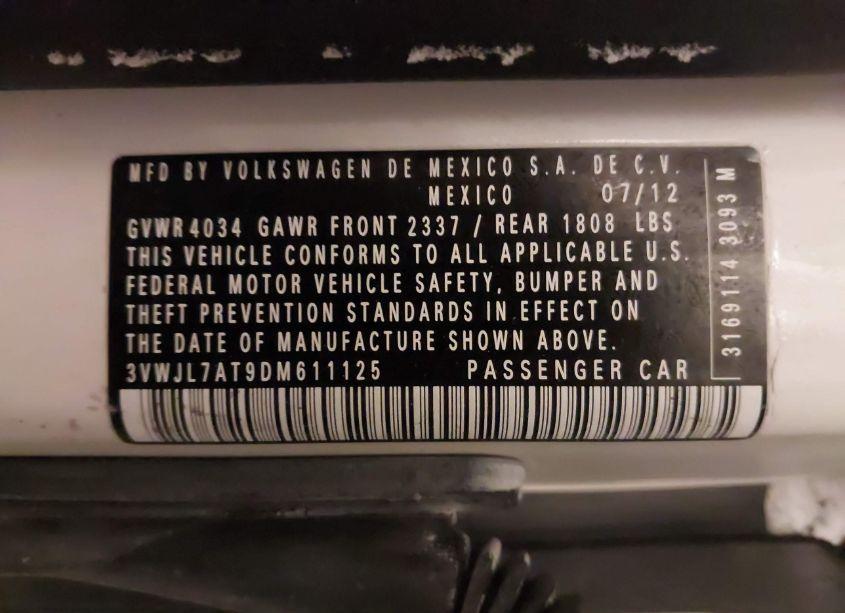 MFD BY VOLKSWAGEN DE MEXICO S.A. DE C.V.
MEXICO 07/12
GVWR 4034 GAWR FRONT 2337 / REAR 1808 LBS
THIS VEHICLE CONFORMS TO ALL APPLICABLE U.S.
FEDERAL MOTOR VEHICLE SAFETY, BUMPER AND
THEFT PREVENTION STANDARDS IN EFFECT ON
THE DATE OF MANUFACTURE SHOWN ABOVE.
3VWJL7AT9DM611125 PASSENGER CAR
3169114 3093 M